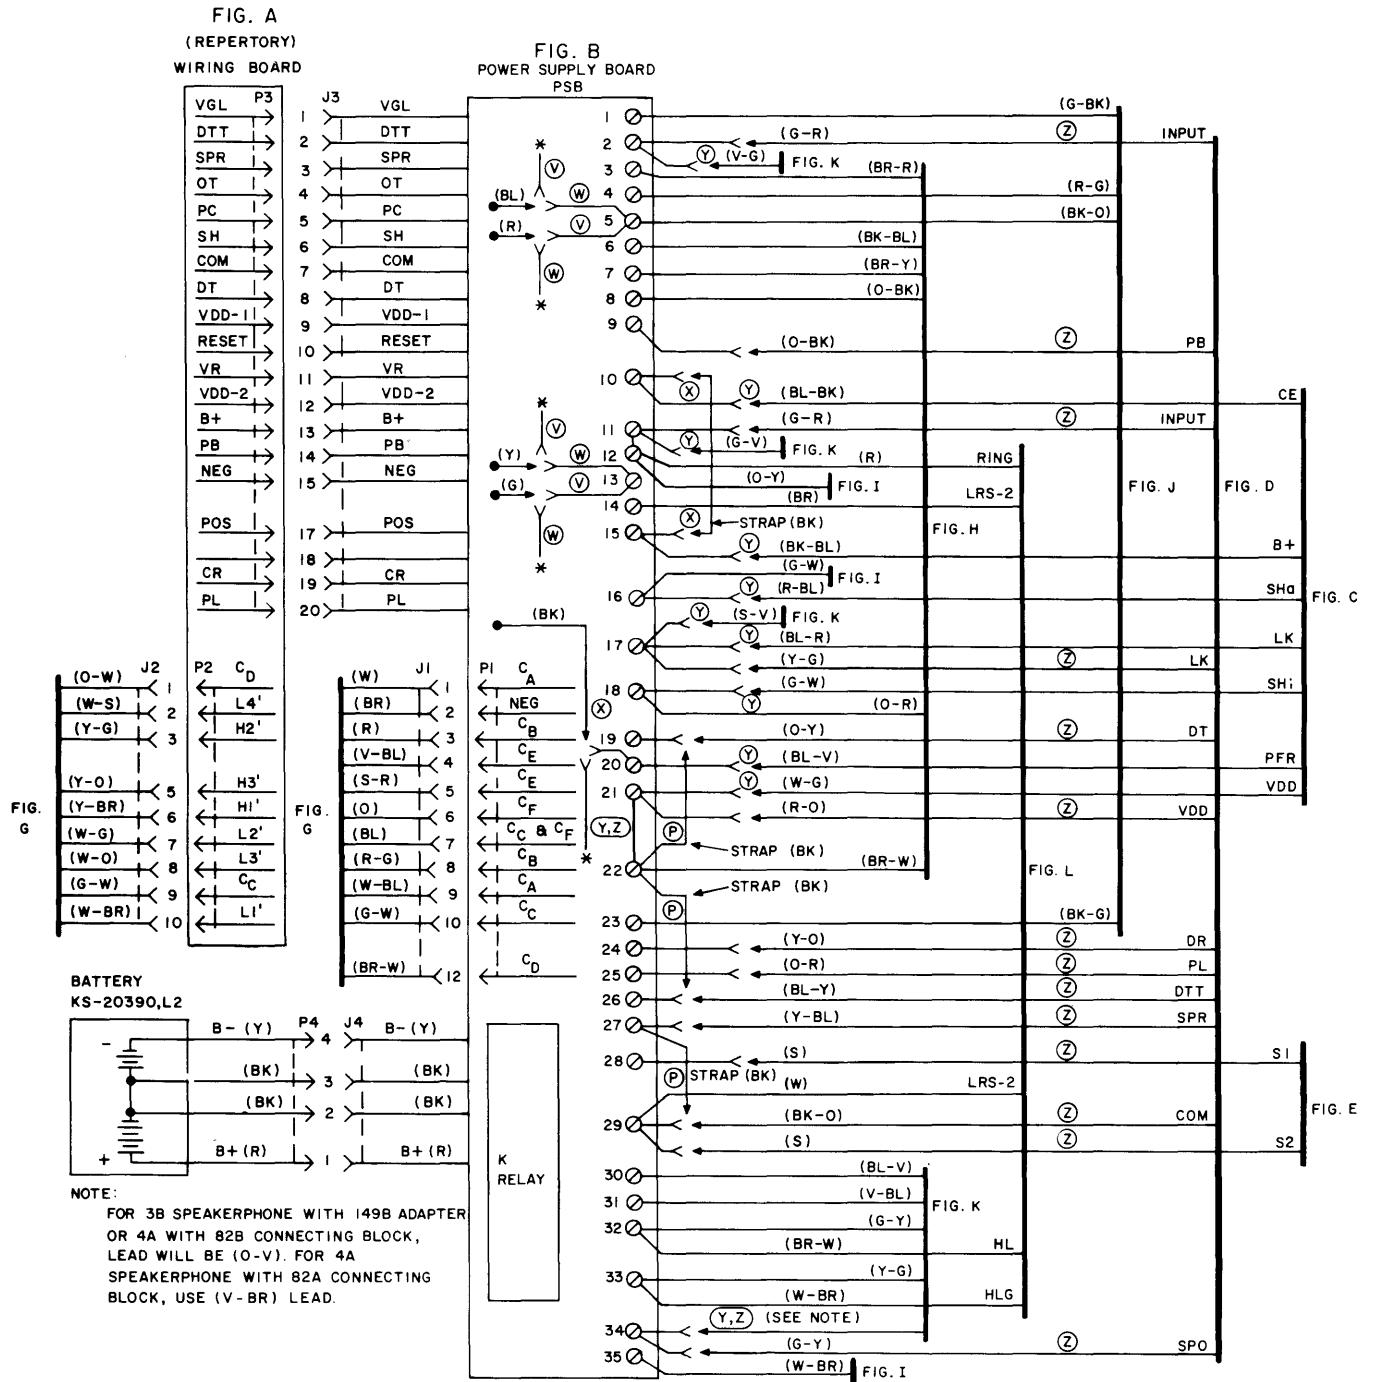 FIG. A
(REPERTORY)
WIRING BOARD
FIG. B
POWER SUPPLY BOARD
PSB
P3 J3
VGL 1 VGL
DTT 2 DTT
SPR 3 SPR
OT 4 OT
PC 5 PC
SH 6 SH
COM 7 COM
DT 8 DT
VDD-1 9 VDD-1
RESET 10 RESET
VR 11 VR
VDD-2 12 VDD-2
B+ 13 B+
PB 14 PB
NEG 15 NEG
POS 17 POS
18
CR 19 CR
PL 20 PL
* V
(BL) W
(R) V
W
*
* V
(Y) W
(G) V
W
*
(BK)
X
Y,Z
*
J2 P2
(O-W) 1 CD
(W-S) 2 L4'
(Y-G) 3 H2'
(Y-O) 5 H3'
(Y-BR) 6 H1'
(W-G) 7 L2'
(W-O) 8 L3'
(G-W) 9 CC
(W-BR) 10 L1'
FIG. G
J1 P1
(W) 1 CA
(BR) 2 NEG
(R) 3 CB
(V-BL) 4 CE
(S-R) 5 CE
(O) 6 CF
(BL) 7 CC & CF
(R-G) 8 CB
(W-BL) 9 CA
(G-W) 10 CC
(BR-W) 12 CD
FIG. G
BATTERY
KS-20390,L2
P4 J4
- B- (Y) 4 B- (Y)
(BK) 3 (BK)
(BK) 2 (BK)
+ B+ (R) 1 B+ (R)
K
RELAY
NOTE:
FOR 3B SPEAKERPHONE WITH 149B ADAPTER
OR 4A WITH 82B CONNECTING BLOCK,
LEAD WILL BE (O-V). FOR 4A
SPEAKERPHONE WITH 82A CONNECTING
BLOCK, USE (V-BR) LEAD.
1 (G-BK)
2 (G-R) Z INPUT
Y (V-G) FIG. K
3 (BR-R)
4 (R-G)
5 (BK-O)
6 (BK-BL)
7 (BR-Y)
8 (O-BK)
9 (O-BK) Z PB
10 X
Y (BL-BK) CE
11 (G-R) Z INPUT
Y (G-V) FIG. K
12 (R) RING
(O-Y) FIG. I
13
14 (BR) LRS-2
15 X STRAP (BK)
Y (BK-BL) B+
(G-W) FIG. I
16 Y (R-BL) SHa
Y (S-V) FIG. K
17 Y (BL-R) LK
(Y-G) Z LK
18 (G-W) SHi
Y (O-R)
19 (O-Y) Z DT
20 Y (BL-V) PFR
21 Y (W-G) VDD
(R-O) Z VDD
P STRAP (BK)
22 (BR-W)
STRAP (BK)
P
23 (BK-G)
24 (Y-O) Z DR
25 (O-R) Z PL
26 (BL-Y) Z DTT
27 (Y-BL) Z SPR
28 (S) Z S1
P STRAP (BK) (W) LRS-2
29 (BK-O) Z COM
(S) Z S2
30 (BL-V)
31 (V-BL)
32 (G-Y)
(BR-W) HL
33 (Y-G)
(W-BR) HLG
34 Y,Z (SEE NOTE)
(G-Y) Z SPO
35 (W-BR) FIG. I
FIG. H
FIG. J
FIG. D
FIG. C
FIG. L
FIG. E
FIG. K